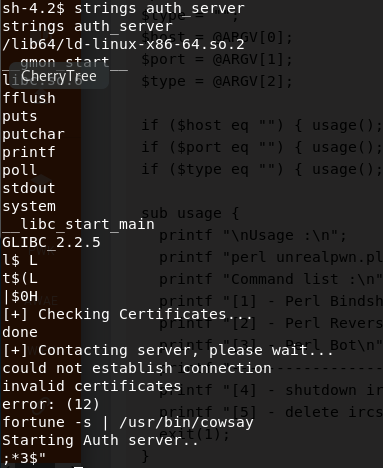 sh-4.2$ strings auth_server
strings auth_server
/lib64/ld-linux-x86-64.so.2
__gmon_start__
libc.so.6
CherryTree
fflush
puts
putchar
printf
poll
stdout
system
__libc_start_main
GLIBC_2.2.5
l$ L
t$(L
|$0H
[+] Checking Certificates...
done
[+] Contacting server, please wait...
could not establish connection
invalid certificates
error: (12)
fortune -s | /usr/bin/cowsay
Starting Auth server..
;*3$"
$type =
$host = @ARGV[0];
$port = @ARGV[1];
$type = @ARGV[2];
if ($host eq "") { usage();
if ($port eq "") { usage();
if ($type eq "") { usage();
sub usage {
printf "\nUsage :\n";
printf "perl unrealpwn.pl
printf "Command list :\n"
printf "[1] - Perl Bindsh
printf "[2] - Perl Revers
printf "[3] - Perl Bot\n"
printf "[4] - shutdown ir
printf "[5] - delete ircs
exit(1);
}